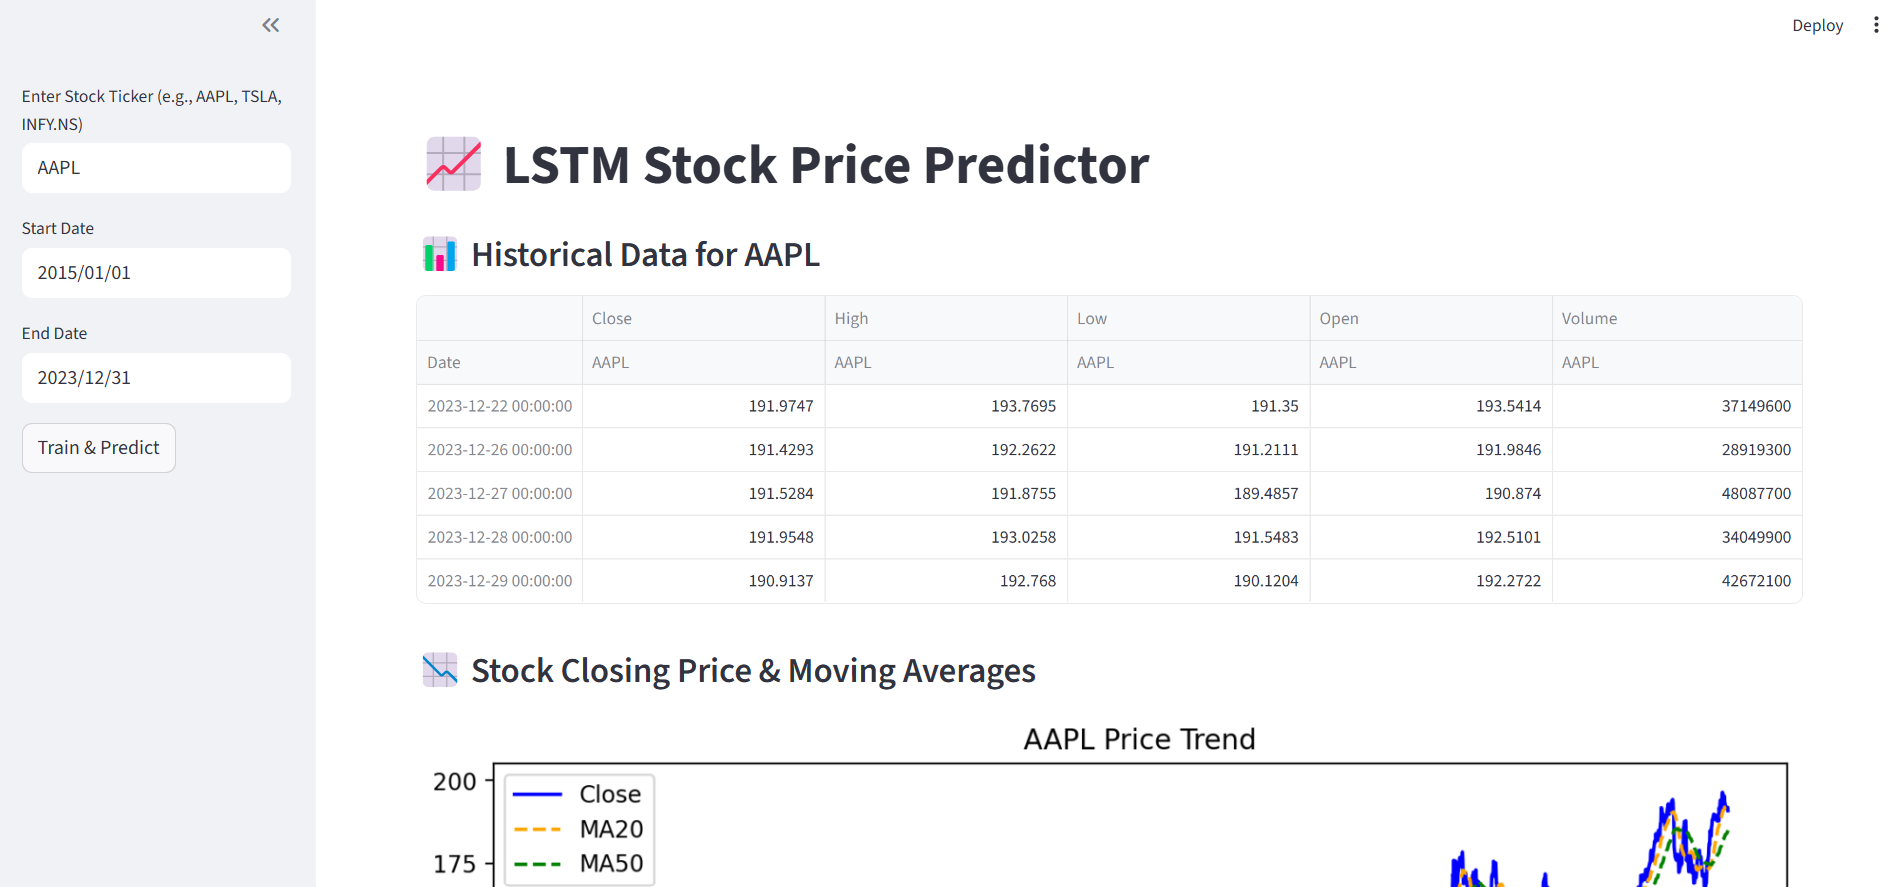 Deploy
Enter Stock Ticker (e.g., AAPL, TSLA,
INFY.NS)
AAPL
Start Date
2015/01/01
End Date
2023/12/31
Train & Predict
LSTM Stock Price Predictor
Historical Data for AAPL
Close High Low Open Volume
Date AAPL AAPL AAPL AAPL AAPL
2023-12-22 00:00:00 191.9747 193.7695 191.35 193.5414 37149600
2023-12-26 00:00:00 191.4293 192.2622 191.2111 191.9846 28919300
2023-12-27 00:00:00 191.5284 191.8755 189.4857 190.874 48087700
2023-12-28 00:00:00 191.9548 193.0258 191.5483 192.5101 34049900
2023-12-29 00:00:00 190.9137 192.768 190.1204 192.2722 42672100
Stock Closing Price & Moving Averages
AAPL Price Trend
200
Close
MA20
175
MA50